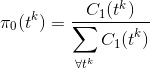 π₀(tᵏ) = C₁(tᵏ) / ∑_{∀tᵏ} C₁(tᵏ)